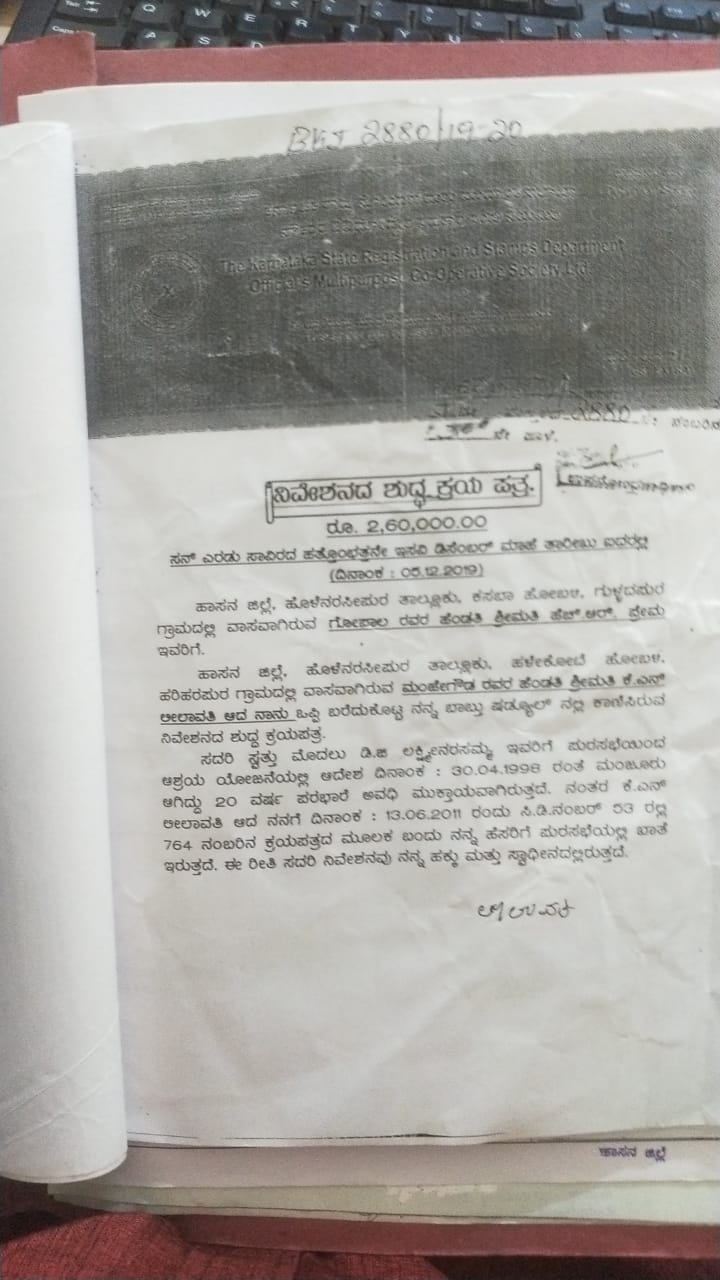 Q W E R T Y U
A S D
BKI 2880/19-20
The Karnataka State Registration and Stamps Department
Official's Multipurpose Co-Operative Society Ltd
2880
ನೇ ಪುಟ.
ನಿವೇಶನದ ಶುದ್ಧ ಕ್ರಯ ಪತ್ರ.
ರೂ. 2,60,000.00
ಸನ್ ಎರಡು ಸಾವಿರದ ಹತ್ತೊಂಭತ್ತನೇ ಇಸವಿ ಡಿಸೆಂಬರ್ ಮಾಹೆ ತಾರೀಖು ಐದರಲ್ಲಿ
(ದಿನಾಂಕ : 05.12.2019)
ಹಾಸನ ಜಿಲ್ಲೆ, ಹೊಳೆನರಸೀಪುರ ತಾಲ್ಲೂಕು, ಕಸಬಾ ಹೋಬಳಿ, ಗುಳ್ಳದಪುರ
ಗ್ರಾಮದಲ್ಲಿ ವಾಸವಾಗಿರುವ ಗೋಪಾಲ ರವರ ಹೆಂಡತಿ ಶ್ರೀಮತಿ ಹೆಚ್.ಆರ್. ಪ್ರೇಮ
ಇವರಿಗೆ.
ಹಾಸನ ಜಿಲ್ಲೆ, ಹೊಳೆನರಸೀಪುರ ತಾಲ್ಲೂಕು, ಹಳೇಕೋಟೆ ಹೋಬಳಿ,
ಹರಿಹರಪುರ ಗ್ರಾಮದಲ್ಲಿ ವಾಸವಾಗಿರುವ ಮಂಜೇಗೌಡ ರವರ ಹೆಂಡತಿ ಶ್ರೀಮತಿ ಕೆ.ಎನ್
ಲೀಲಾವತಿ ಆದ ನಾನು ಒಪ್ಪಿ ಬರೆದುಕೊಟ್ಟ ನನ್ನ ಬಾಬ್ತು ಷೆಡ್ಯೂಲ್ ನಲ್ಲಿ ಕಾಣಿಸಿರುವ
ನಿವೇಶನದ ಶುದ್ಧ ಕ್ರಯಪತ್ರ.
ಸದರಿ ಸ್ವತ್ತು ಮೊದಲು ಡಿ.ಜಿ ಲಕ್ಷ್ಮೀನರಸಮ್ಮ ಇವರಿಗೆ ಪುರಸಭೆಯಿಂದ
ಆಶ್ರಯ ಯೋಜನೆಯಲ್ಲಿ ಆದೇಶ ದಿನಾಂಕ : 30.04.1998 ರಂತೆ ಮಂಜೂರು
ಆಗಿದ್ದು 20 ವರ್ಷ ಪರಭಾರೆ ಅವಧಿ ಮುಕ್ತಾಯವಾಗಿರುತ್ತದೆ. ನಂತರ ಕೆ.ಎನ್
ಲೀಲಾವತಿ ಆದ ನನಗೆ ದಿನಾಂಕ : 13.06.2011 ರಂದು ಸಿ.ಡಿ.ನಂಬರ್ 53 ರಲ್ಲಿ
764 ನಂಬರಿನ ಕ್ರಯಪತ್ರದ ಮೂಲಕ ಬಂದು ನನ್ನ ಹೆಸರಿಗೆ ಪುರಸಭೆಯಲ್ಲಿ ಖಾತೆ
ಇರುತ್ತದೆ. ಈ ರೀತಿ ಸದರಿ ನಿವೇಶನವು ನನ್ನ ಹಕ್ಕು ಮತ್ತು ಸ್ವಾಧೀನದಲ್ಲಿರುತ್ತದೆ.
ಲೀಲಾವತಿ
ಹಾಸನ ಜಿಲ್ಲೆ